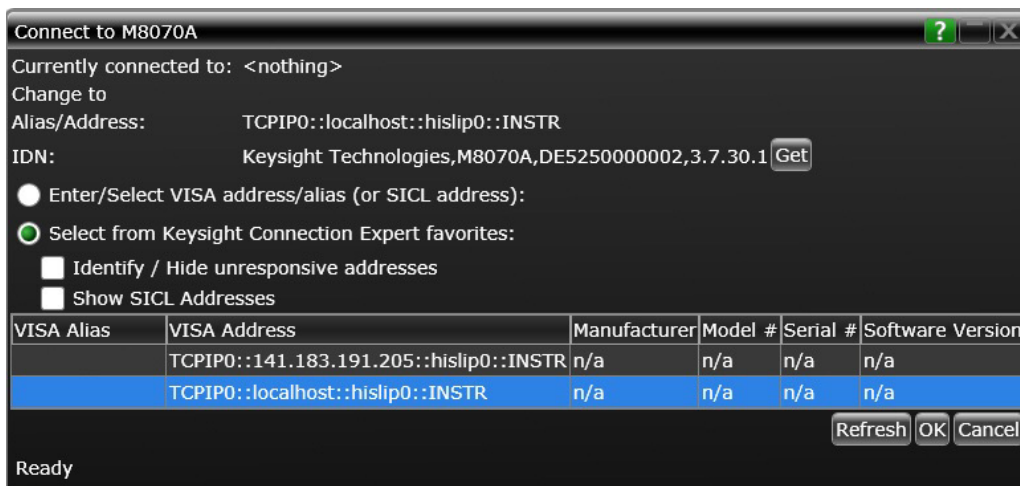 Connect to M8070A ?
Currently connected to: <nothing>
Change to
Alias/Address: TCPIP0::localhost::hislip0::INSTR
IDN: Keysight Technologies,M8070A,DE5250000002,3.7.30.1 Get
Enter/Select VISA address/alias (or SICL address):
Select from Keysight Connection Expert favorites:
Identify / Hide unresponsive addresses
Show SICL Addresses
VISA Alias VISA Address Manufacturer Model # Serial # Software Version
TCPIP0::141.183.191.205::hislip0::INSTR n/a n/a n/a n/a
TCPIP0::localhost::hislip0::INSTR n/a n/a n/a n/a
Refresh OK Cancel
Ready